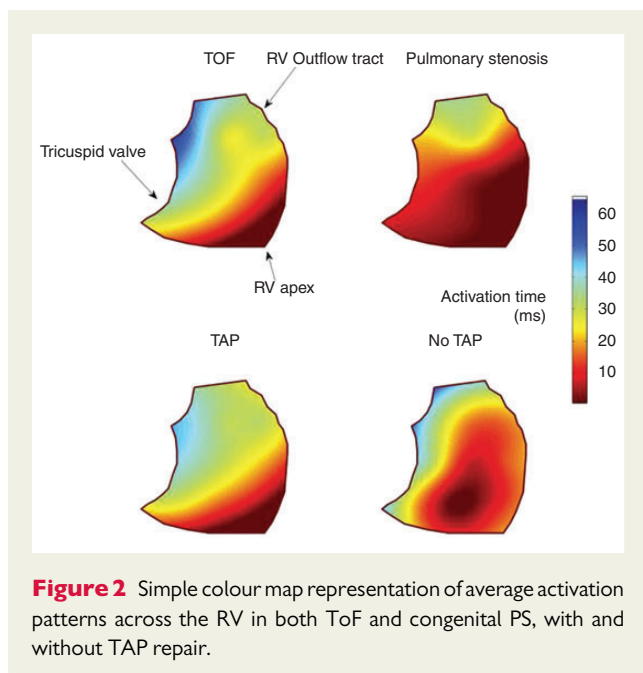 TOF
RV Outflow tract
Pulmonary stenosis
Tricuspid valve
RV apex
Activation time
(ms)
60
50
40
30
20
10
TAP
No TAP
Figure 2 Simple colour map representation of average activation
patterns across the RV in both ToF and congenital PS, with and
without TAP repair.